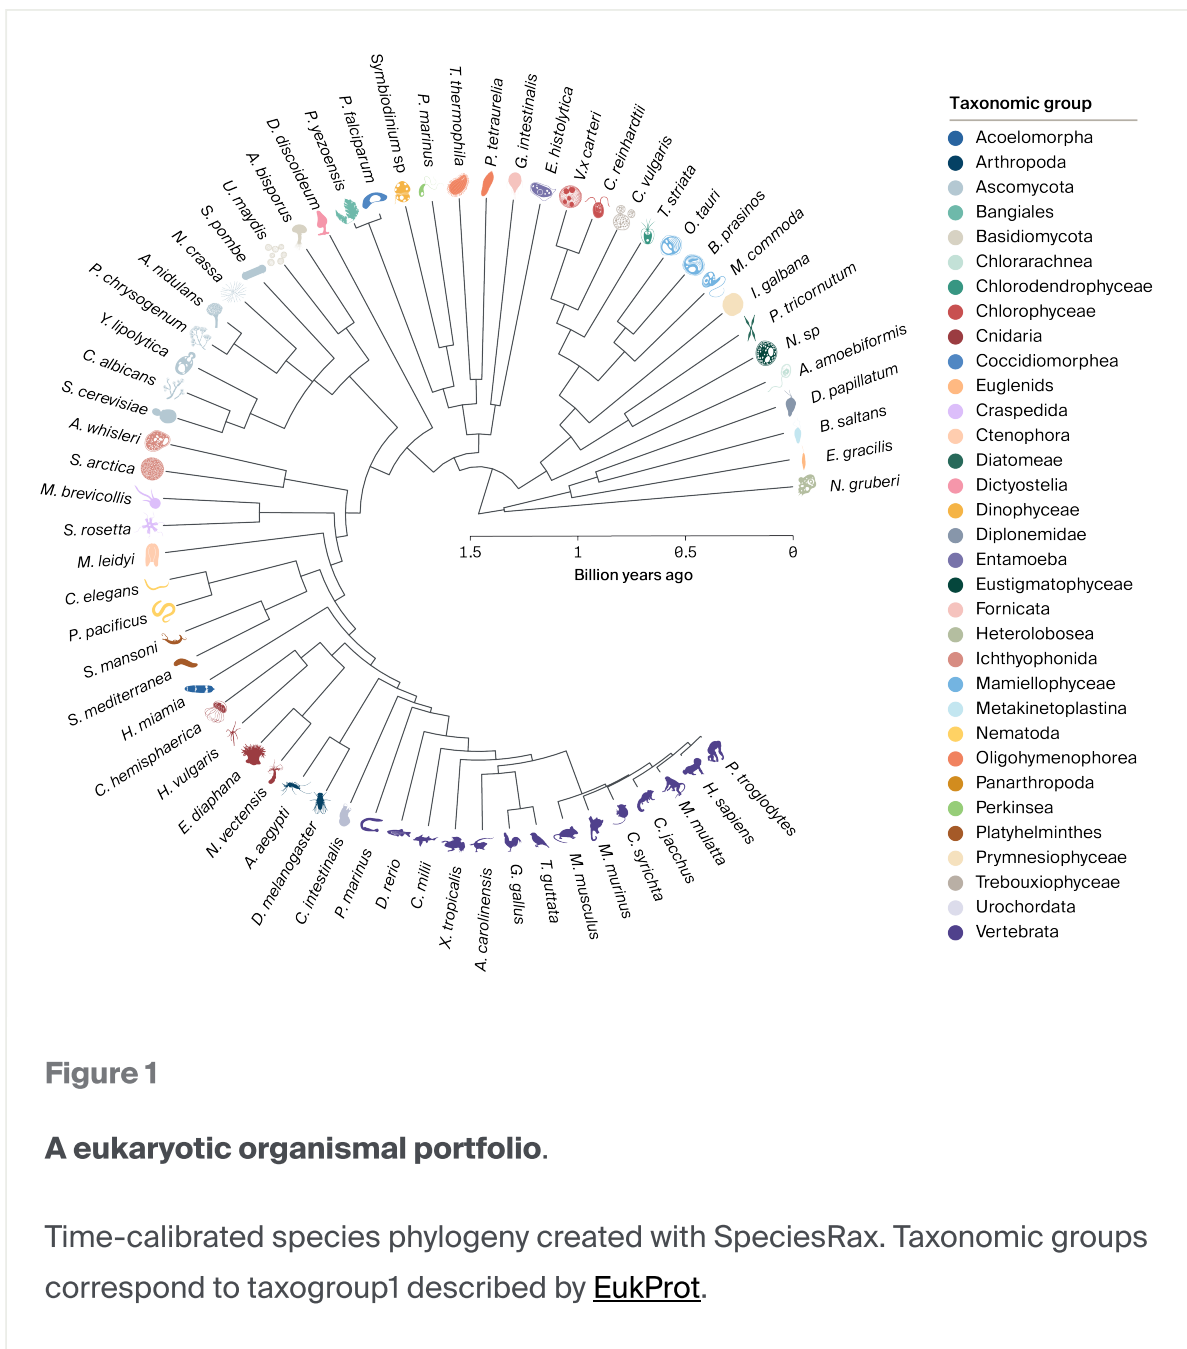 Symbiodinium sp
P. marinus
T. thermophila
P. tetraurelia
G. intestinalis
E. histolytica
V.x carteri
C. reinhardtii
C. vulgaris
T. striata
O. tauri
B. prasinos
M. commoda
I. galbana
P. tricornutum
N. sp
A. amoebiformis
D. papillatum
B. saltans
E. gracilis
N. gruberi
P. falciparum
P. yezoensis
D. discoideum
A. bisporus
U. maydis
S. pombe
N. crassa
A. nidulans
P. chrysogenum
Y. lipolytica
C. albicans
S. cerevisiae
A. whisleri
S. arctica
M. brevicollis
S. rosetta
M. leidyi
C. elegans
P. pacificus
S. mansoni
S. mediterranea
H. miamia
C. hemisphaerica
H. vulgaris
E. diaphana
N. vectensis
A. aegypti
D. melanogaster
C. intestinalis
P. marinus
D. rerio
C. milii
X. tropicalis
A. carolinensis
G. gallus
T. guttata
M. musculus
M. murinus
C. syrichta
C. jacchus
M. mulatta
H. sapiens
P. troglodytes
1.5 1 0.5 0
Billion years ago
Taxonomic group
Acoelomorpha
Arthropoda
Ascomycota
Bangiales
Basidiomycota
Chlorarachnea
Chlorodendrophyceae
Chlorophyceae
Cnidaria
Coccidiomorphea
Euglenids
Craspedida
Ctenophora
Diatomeae
Dictyostelia
Dinophyceae
Diplonemidae
Entamoeba
Eustigmatophyceae
Fornicata
Heterolobosea
Ichthyophonida
Mamiellophyceae
Metakinetoplastina
Nematoda
Oligohymenophorea
Panarthropoda
Perkinsea
Platyhelminthes
Prymnesiophyceae
Trebouxiophyceae
Urochordata
Vertebrata
Figure 1
A eukaryotic organismal portfolio.
Time-calibrated species phylogeny created with SpeciesRax. Taxonomic groups
correspond to taxogroup1 described by EukProt.